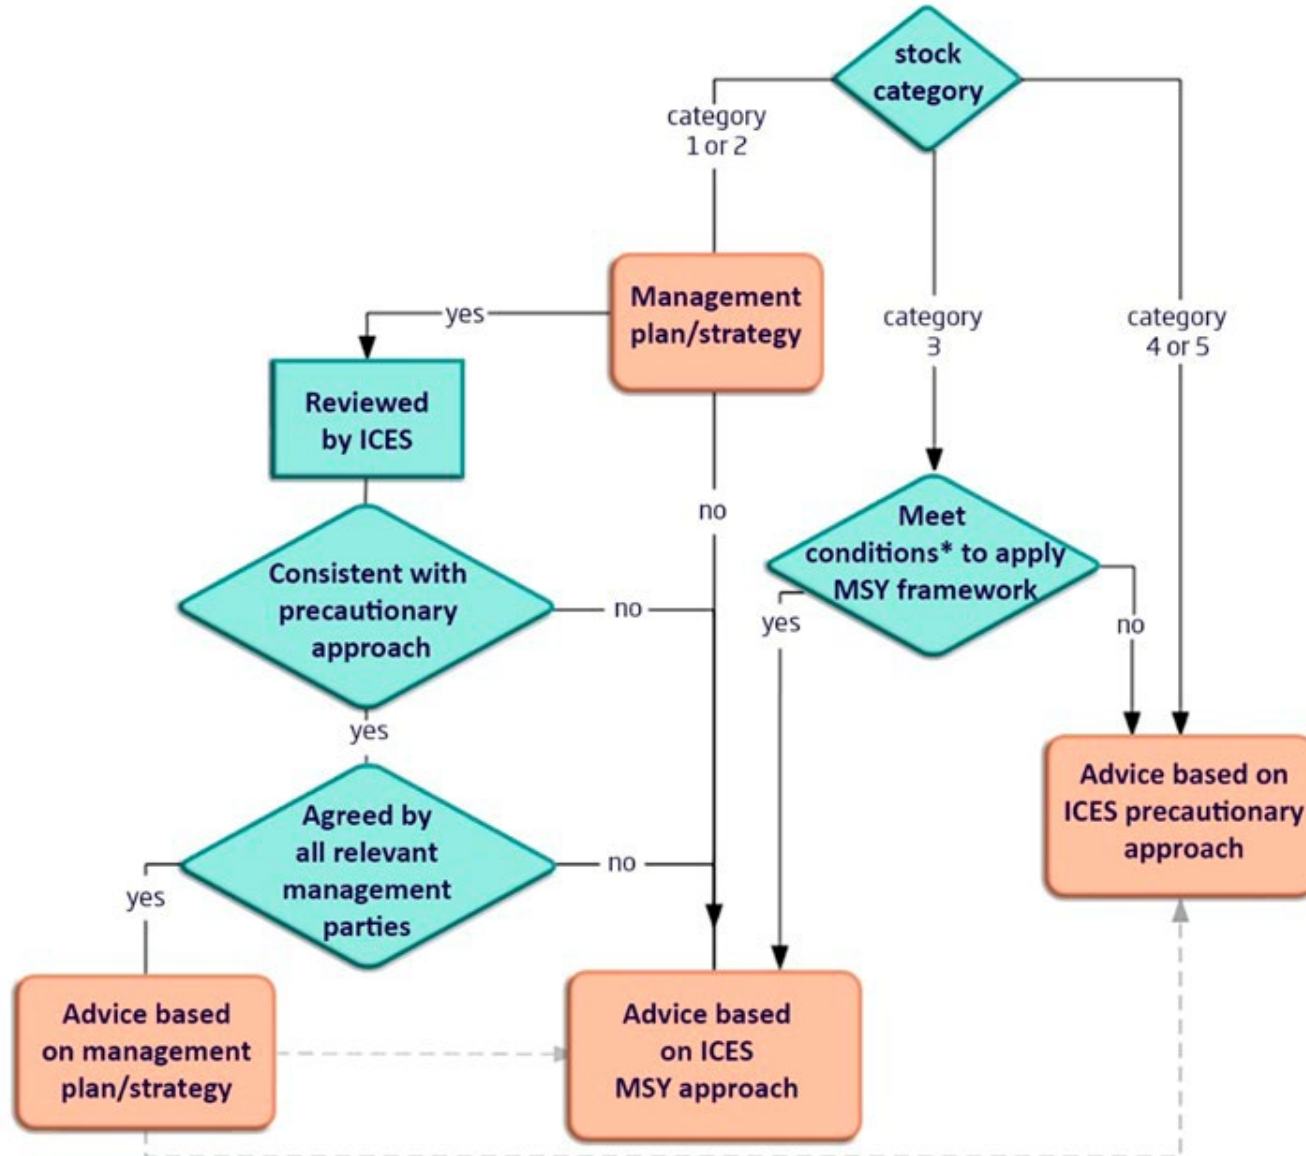 stock
category
category
1 or 2
Management
plan/strategy
yes
category
3
category
4 or 5
Reviewed
by ICES
no
Meet
conditions* to apply
MSY framework
Consistent with
precautionary
approach
no
yes
no
yes
Advice based on
ICES precautionary
approach
Agreed by
all relevant
management
parties
no
yes
Advice based
on management
plan/strategy
Advice based
on ICES
MSY approach